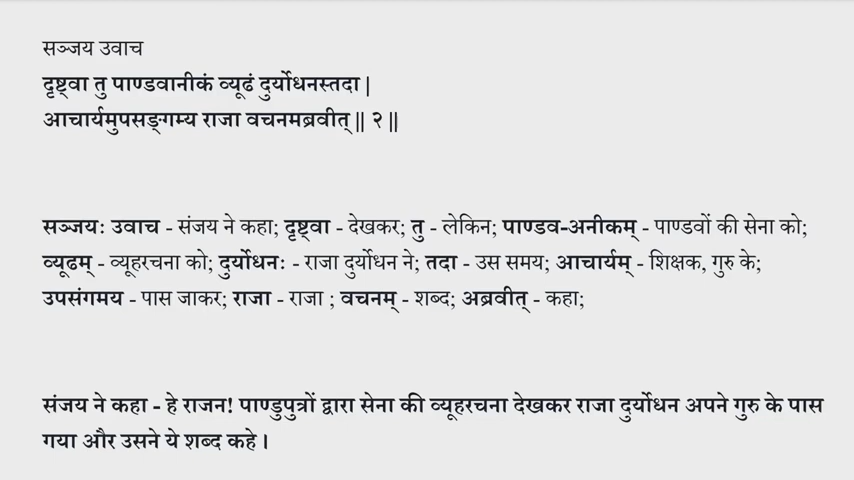 सञ्जय उवाच
दृष्ट्वा तु पाण्डवानीकं व्यूढं दुर्योधनस्तदा |
आचार्यमुपसङ्गम्य राजा वचनमब्रवीत् || २ ||
सञ्जयः उवाच - संजय ने कहा; दृष्ट्वा - देखकर; तु - लेकिन; पाण्डव-अनीकम् - पाण्डवों की सेना को;
व्यूढम् - व्यूहरचना को; दुर्योधनः - राजा दुर्योधन ने; तदा - उस समय; आचार्यम् - शिक्षक, गुरु के;
उपसंगमय - पास जाकर; राजा - राजा ; वचनम् - शब्द; अब्रवीत् - कहा;
संजय ने कहा - हे राजन! पाण्डुपुत्रों द्वारा सेना की व्यूहरचना देखकर राजा दुर्योधन अपने गुरु के पास
गया और उसने ये शब्द कहे ।